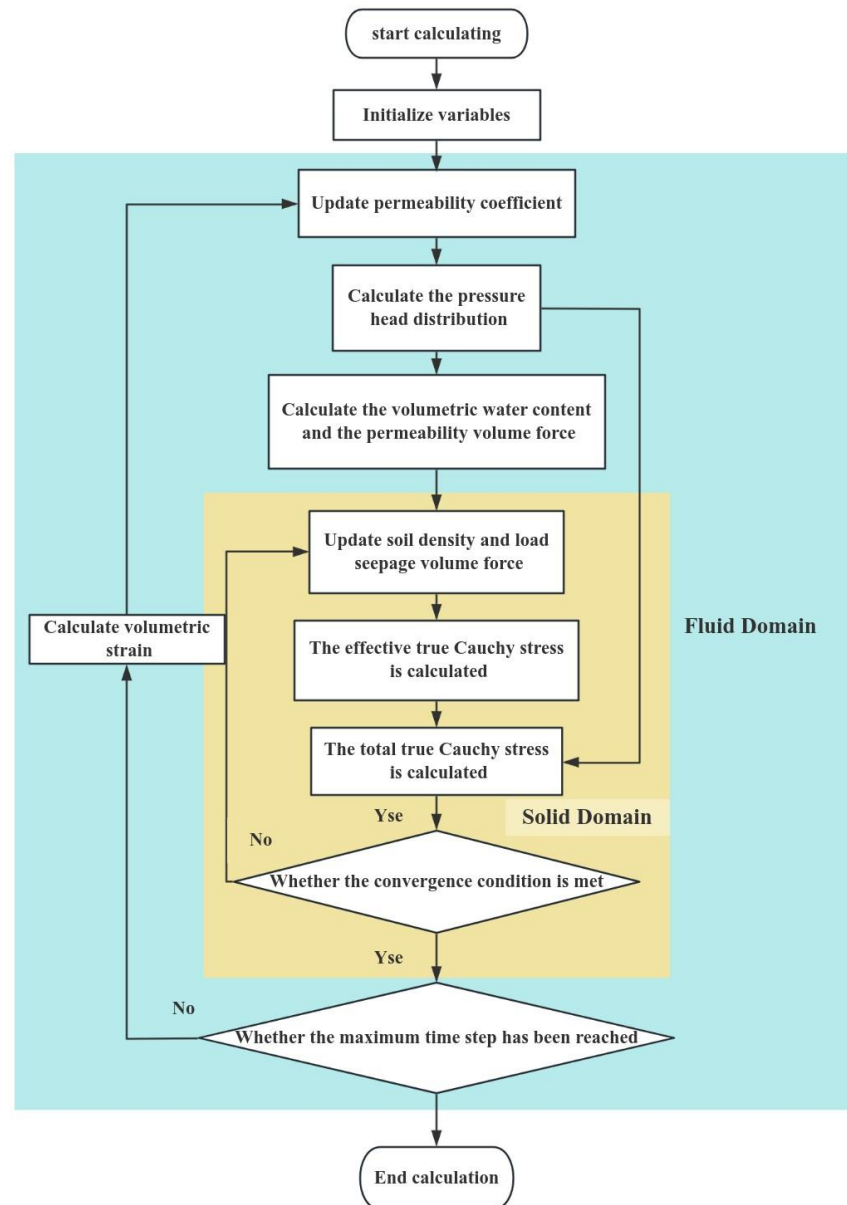 start calculating
Initialize variables
Update permeability coefficient
Calculate the pressure
head distribution
Calculate the volumetric water content
and the permeability volume force
Update soil density and load
seepage volume force
Calculate volumetric
strain
Fluid Domain
The effective true Cauchy stress
is calculated
The total true Cauchy stress
is calculated
Yse
Solid Domain
No
Whether the convergence condition is met
Yse
No
Whether the maximum time step has been reached
End calculation